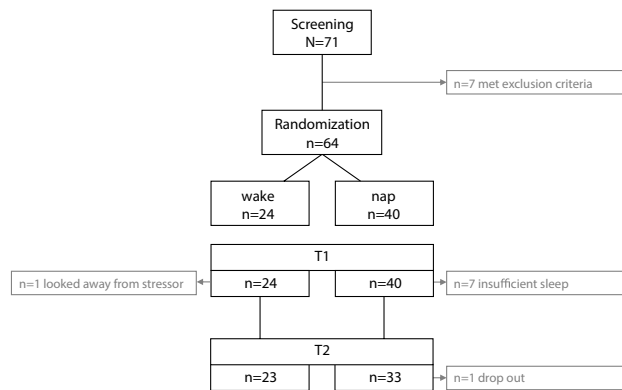 Screening
N=71
n=7 met exclusion criteria
Randomization
n=64
wake
n=24
nap
n=40
T1
n=1 looked away from stressor
n=24
n=40
n=7 insufficient sleep
T2
n=23
n=33
n=1 drop out